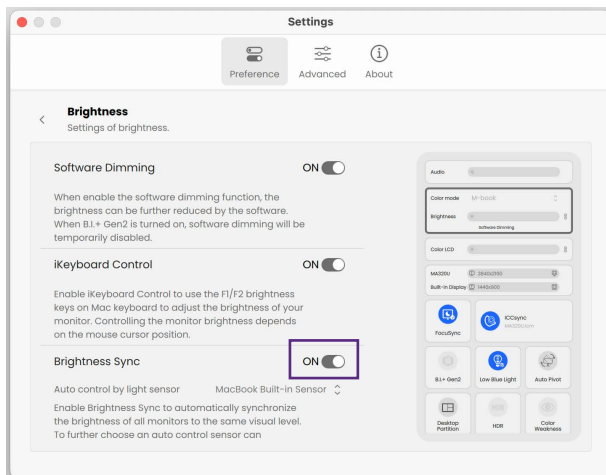 Settings
Preference Advanced About
Brightness
Settings of brightness.
Software Dimming ON
When enable the software dimming function, the
brightness can be further reduced by the software.
When B.I.+ Gen2 is turned on, software dimming will be
temporarily disabled.
iKeyboard Control ON
Enable iKeyboard Control to use the F1/F2 brightness
keys on Mac keyboard to adjust the brightness of your
monitor. Controlling the monitor brightness depends
on the mouse cursor position.
Brightness Sync ON
Auto control by light sensor MacBook Built-in Sensor
Enable Brightness Sync to automatically synchronize
the brightness of all monitors to the same visual level.
To further choose an auto control sensor can
Audio
Color mode M-book
Brightness
Software Dimming
Color LCD
MA320U 3840x2160
Built-in Display 1440x900
FocuSync
ICCsync
MA320U.icm
B.I.+ Gen2 Low Blue Light Auto Pivot
Desktop
Partition
HDR
HDR
Color
Weakness